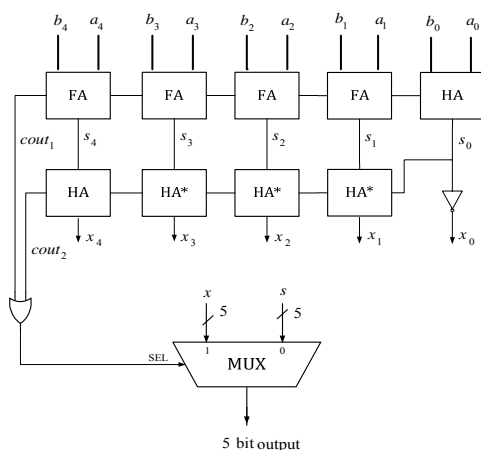 b4 a4 b3 a3 b2 a2 b1 a1 b0 a0
FA FA FA FA HA
cout1 s4 s3 s2 s1 s0
HA HA* HA* HA*
cout2 x4 x3 x2 x1 x0
x s
5 5
SEL 1 MUX 0
5 bit output